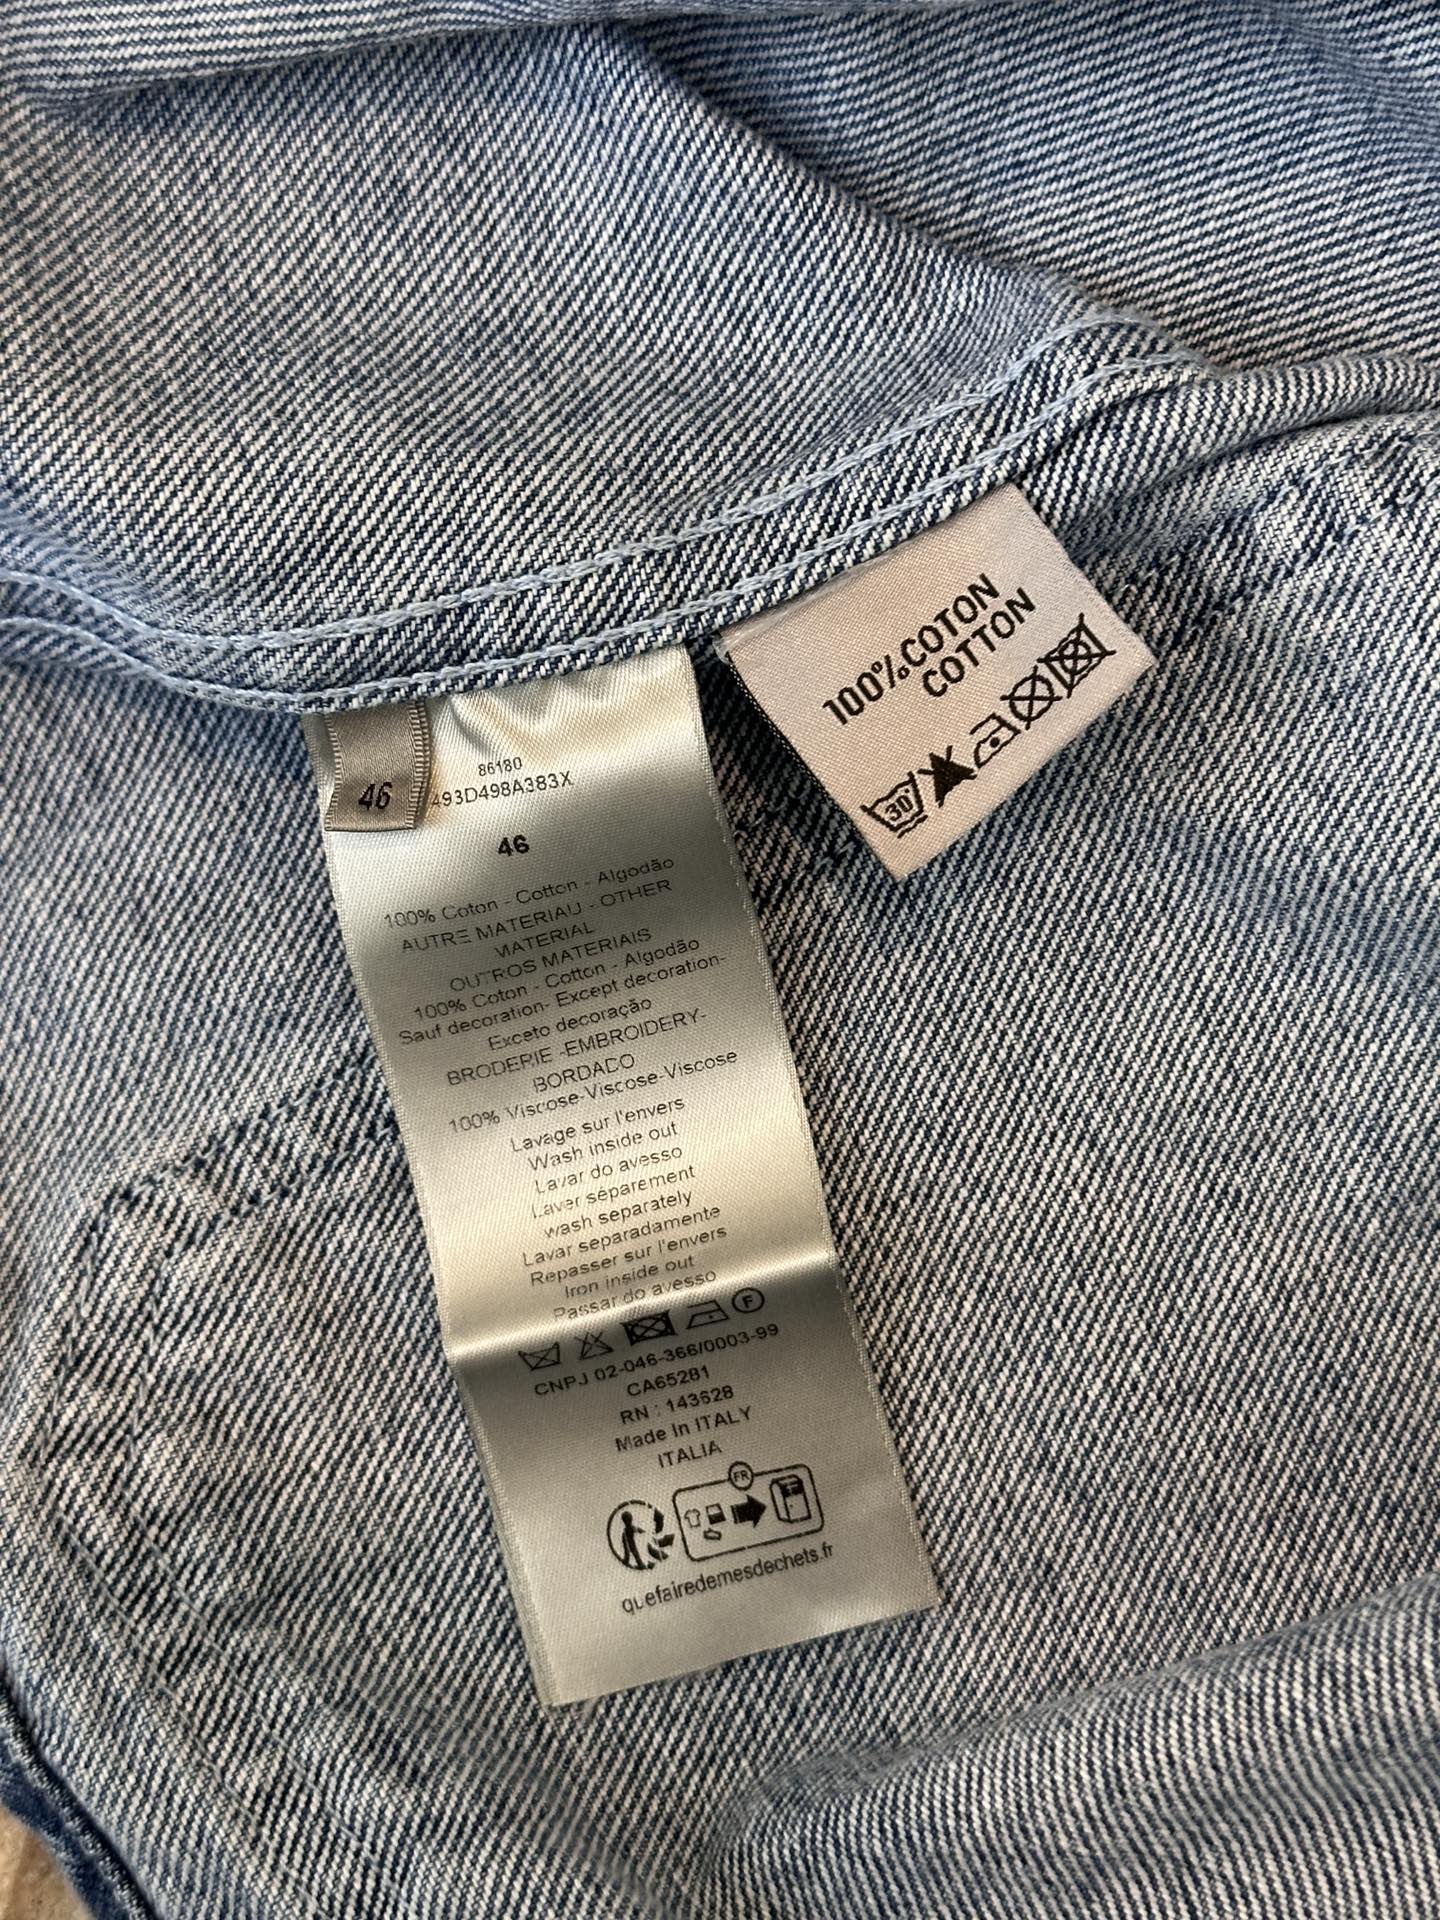 46
86180
493D498A383X
46
100% Coton - Cotton - Algodão
AUTRE MATERIAU - OTHER
MATERIAL
OUTROS MATERIAIS
100% Coton - Cotton - Algodão
Sauf decoration- Except decoration-
Exceto decoração
BRODERIE -EMBROIDERY-
BORDADO
100% Viscose-Viscose-Viscose
Lavage sur l'envers
Wash inside out
Lavar do avesso
Laver séparement
wash separately
Lavar separadamente
Repasser sur l'envers
Iron inside out
Passar do avesso
F
CNPJ 02-046-366/0003-99
CA65281
RN : 143628
Made In ITALY
ITALIA
FR
quefairedemesdechets.fr
100%COTON
COTTON
30°